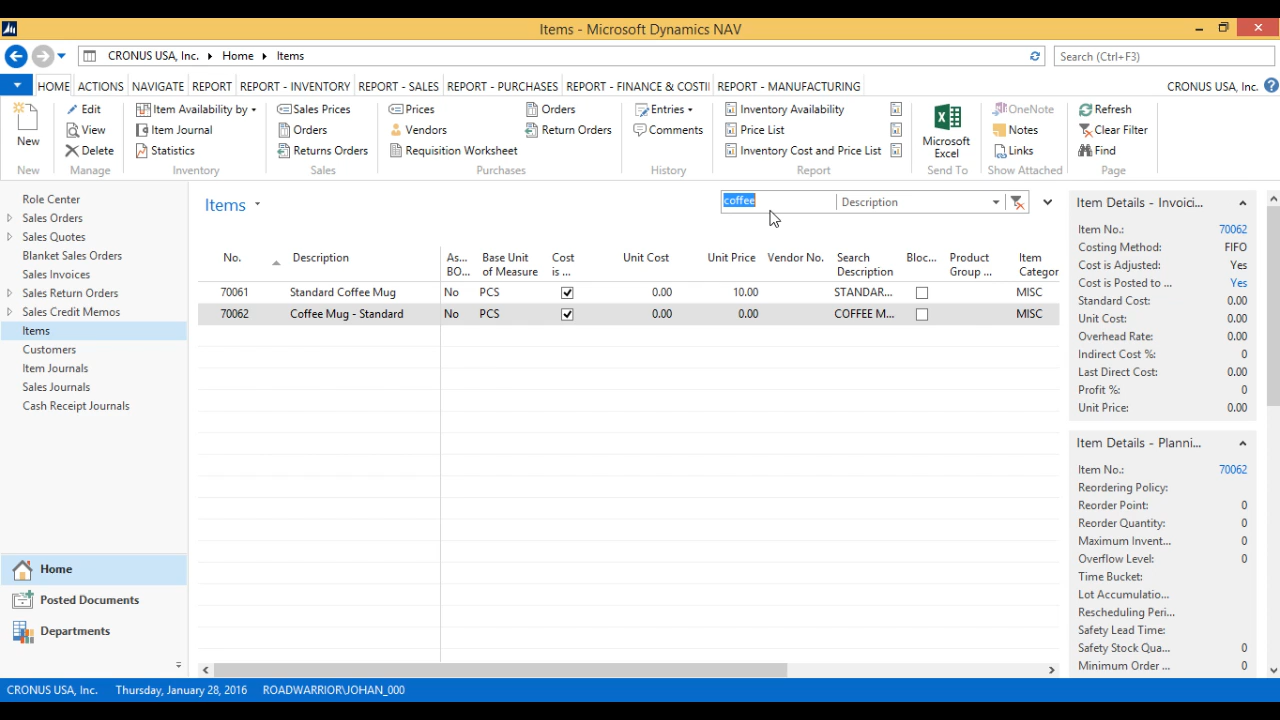 Items - Microsoft Dynamics NAV
CRONUS USA, Inc. Home Items
Search (Ctrl+F3)
HOME ACTIONS NAVIGATE REPORT REPORT - INVENTORY REPORT - SALES REPORT - PURCHASES REPORT - FINANCE & COSTII REPORT - MANUFACTURING CRONUS USA, Inc.
New
New
Edit
View
Delete
Manage
Item Availability by
Item Journal
Statistics
Inventory
Sales Prices
Orders
Returns Orders
Sales
Prices
Vendors
Requisition Worksheet
Orders
Return Orders
Purchases
Entries
Comments
History
Inventory Availability
Price List
Inventory Cost and Price List
Report
Microsoft
Excel
Send To
OneNote
Notes
Links
Show Attached
Refresh
Clear Filter
Find
Page
Role Center
Sales Orders
Sales Quotes
Blanket Sales Orders
Sales Invoices
Sales Return Orders
Sales Credit Memos
Items
Customers
Item Journals
Sales Journals
Cash Receipt Journals
Home
Posted Documents
Departments
Items
coffee Description
No. Description As... Base Unit Cost Unit Cost Unit Price Vendor No. Search Bloc... Product Item
BO... of Measure is ... Description Group ... Categor
70061 Standard Coffee Mug No PCS 0.00 10.00 STANDAR... MISC
70062 Coffee Mug - Standard No PCS 0.00 0.00 COFFEE M... MISC
Item Details - Invoici...
Item No.: 70062
Costing Method: FIFO
Cost is Adjusted: Yes
Cost is Posted to ... Yes
Standard Cost: 0.00
Unit Cost: 0.00
Overhead Rate: 0.00
Indirect Cost %: 0
Last Direct Cost: 0.00
Profit %: 0
Unit Price: 0.00
Item Details - Planni...
Item No.: 70062
Reordering Policy:
Reorder Point: 0
Reorder Quantity: 0
Maximum Invent... 0
Overflow Level: 0
Time Bucket:
Lot Accumulatio...
Rescheduling Peri...
Safety Lead Time:
Safety Stock Qua... 0
Minimum Order ... 0
CRONUS USA, Inc. Thursday, January 28, 2016 ROADWARRIOR\JOHAN_000